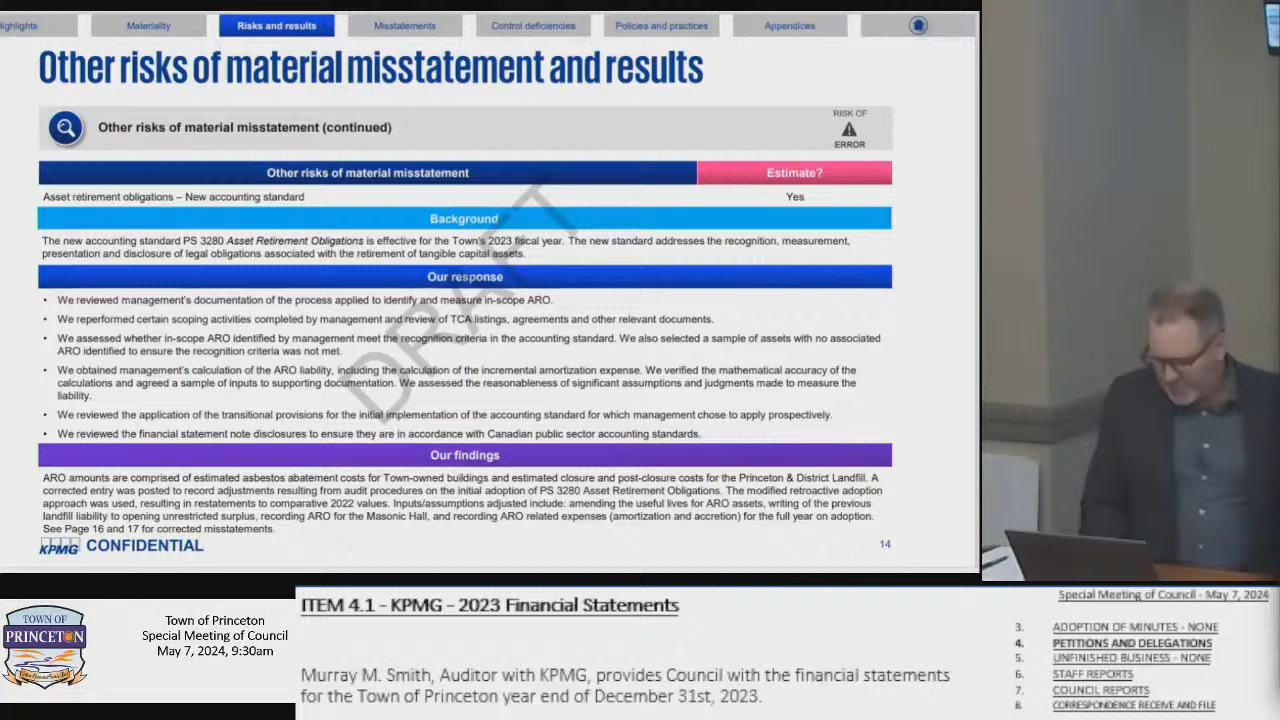 Highlights
Materiality
Risks and results
Misstatements
Control deficiencies
Policies and practices
Appendices
Other risks of material misstatement and results
Other risks of material misstatement (continued)
RISK OF
ERROR
Other risks of material misstatement
Estimate?
Asset retirement obligations – New accounting standard
Yes
Background
The new accounting standard PS 3280 Asset Retirement Obligations is effective for the Town's 2023 fiscal year. The new standard addresses the recognition, measurement,
presentation and disclosure of legal obligations associated with the retirement of tangible capital assets.
Our response
• We reviewed management's documentation of the process applied to identify and measure in-scope ARO.
• We reperformed certain scoping activities completed by management and review of TCA listings, agreements and other relevant documents.
• We assessed whether in-scope ARO identified by management meet the recognition criteria in the accounting standard. We also selected a sample of assets with no associated
ARO identified to ensure the recognition criteria was not met.
• We obtained management's calculation of the ARO liability, including the calculation of the incremental amortization expense. We verified the mathematical accuracy of the
calculations and agreed a sample of inputs to supporting documentation. We assessed the reasonableness of significant assumptions and judgments made to measure the
liability.
• We reviewed the application of the transitional provisions for the initial implementation of the accounting standard for which management chose to apply prospectively.
• We reviewed the financial statement note disclosures to ensure they are in accordance with Canadian public sector accounting standards.
DRAFT
Our findings
ARO amounts are comprised of estimated asbestos abatement costs for Town-owned buildings and estimated closure and post-closure costs for the Princeton & District Landfill. A
corrected entry was posted to record adjustments resulting from audit procedures on the initial adoption of PS 3280 Asset Retirement Obligations. The modified retroactive adoption
approach was used, resulting in restatements to comparative 2022 values. Inputs/assumptions adjusted include: amending the useful lives for ARO assets, writing of the previous
landfill liability to opening unrestricted surplus, recording ARO for the Masonic Hall, and recording ARO related expenses (amortization and accretion) for the full year on adoption.
See Page 16 and 17 for corrected misstatements.
KPMG CONFIDENTIAL
14
TOWN OF
PRINCETON
Town of Princeton
Special Meeting of Council
May 7, 2024, 9:30am
ITEM 4.1 - KPMG - 2023 Financial Statements
Murray M. Smith, Auditor with KPMG, provides Council with the financial statements
for the Town of Princeton year end of December 31st, 2023.
Special Meeting of Council - May 7, 2024
3. ADOPTION OF MINUTES - NONE
4. PETITIONS AND DELEGATIONS
5. UNFINISHED BUSINESS - NONE
6. STAFF REPORTS
7. COUNCIL REPORTS
8. CORRESPONDENCE RECEIVE AND FILE